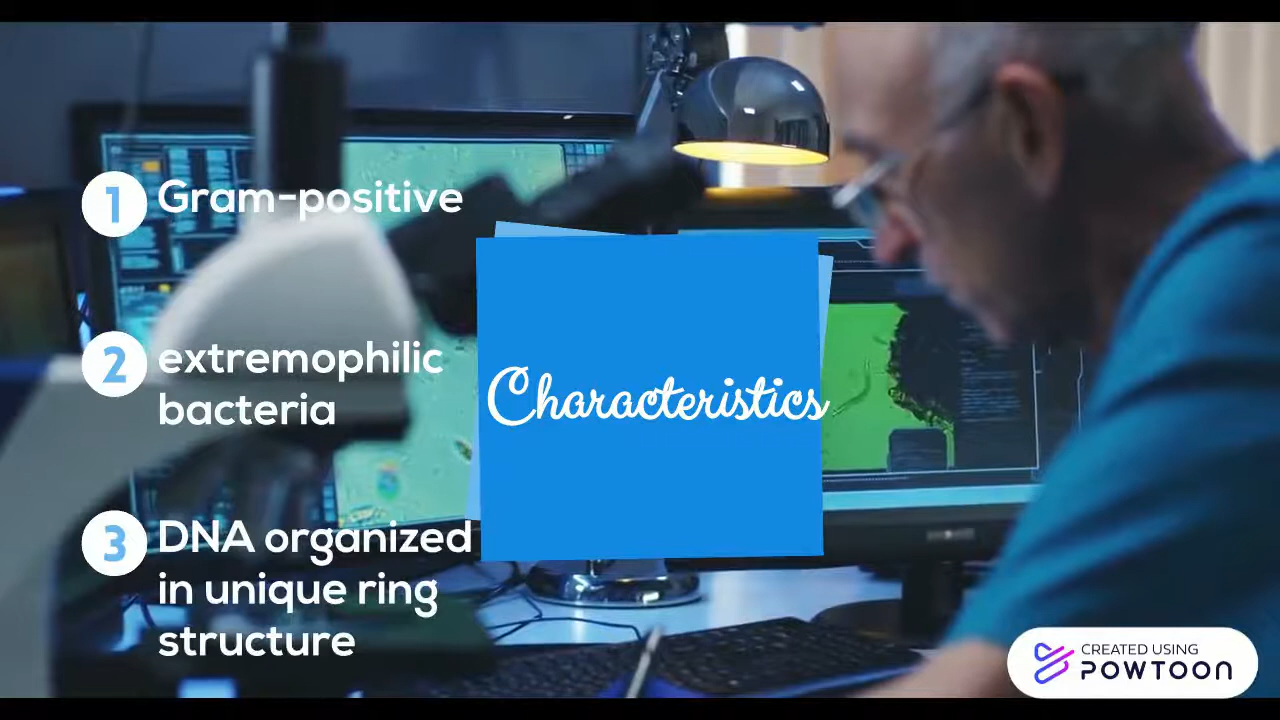 1 Gram-positive
2 extremophilic
bacteria
3 DNA organized
in unique ring
structure
Characteristics
CREATED USING
POWTOON